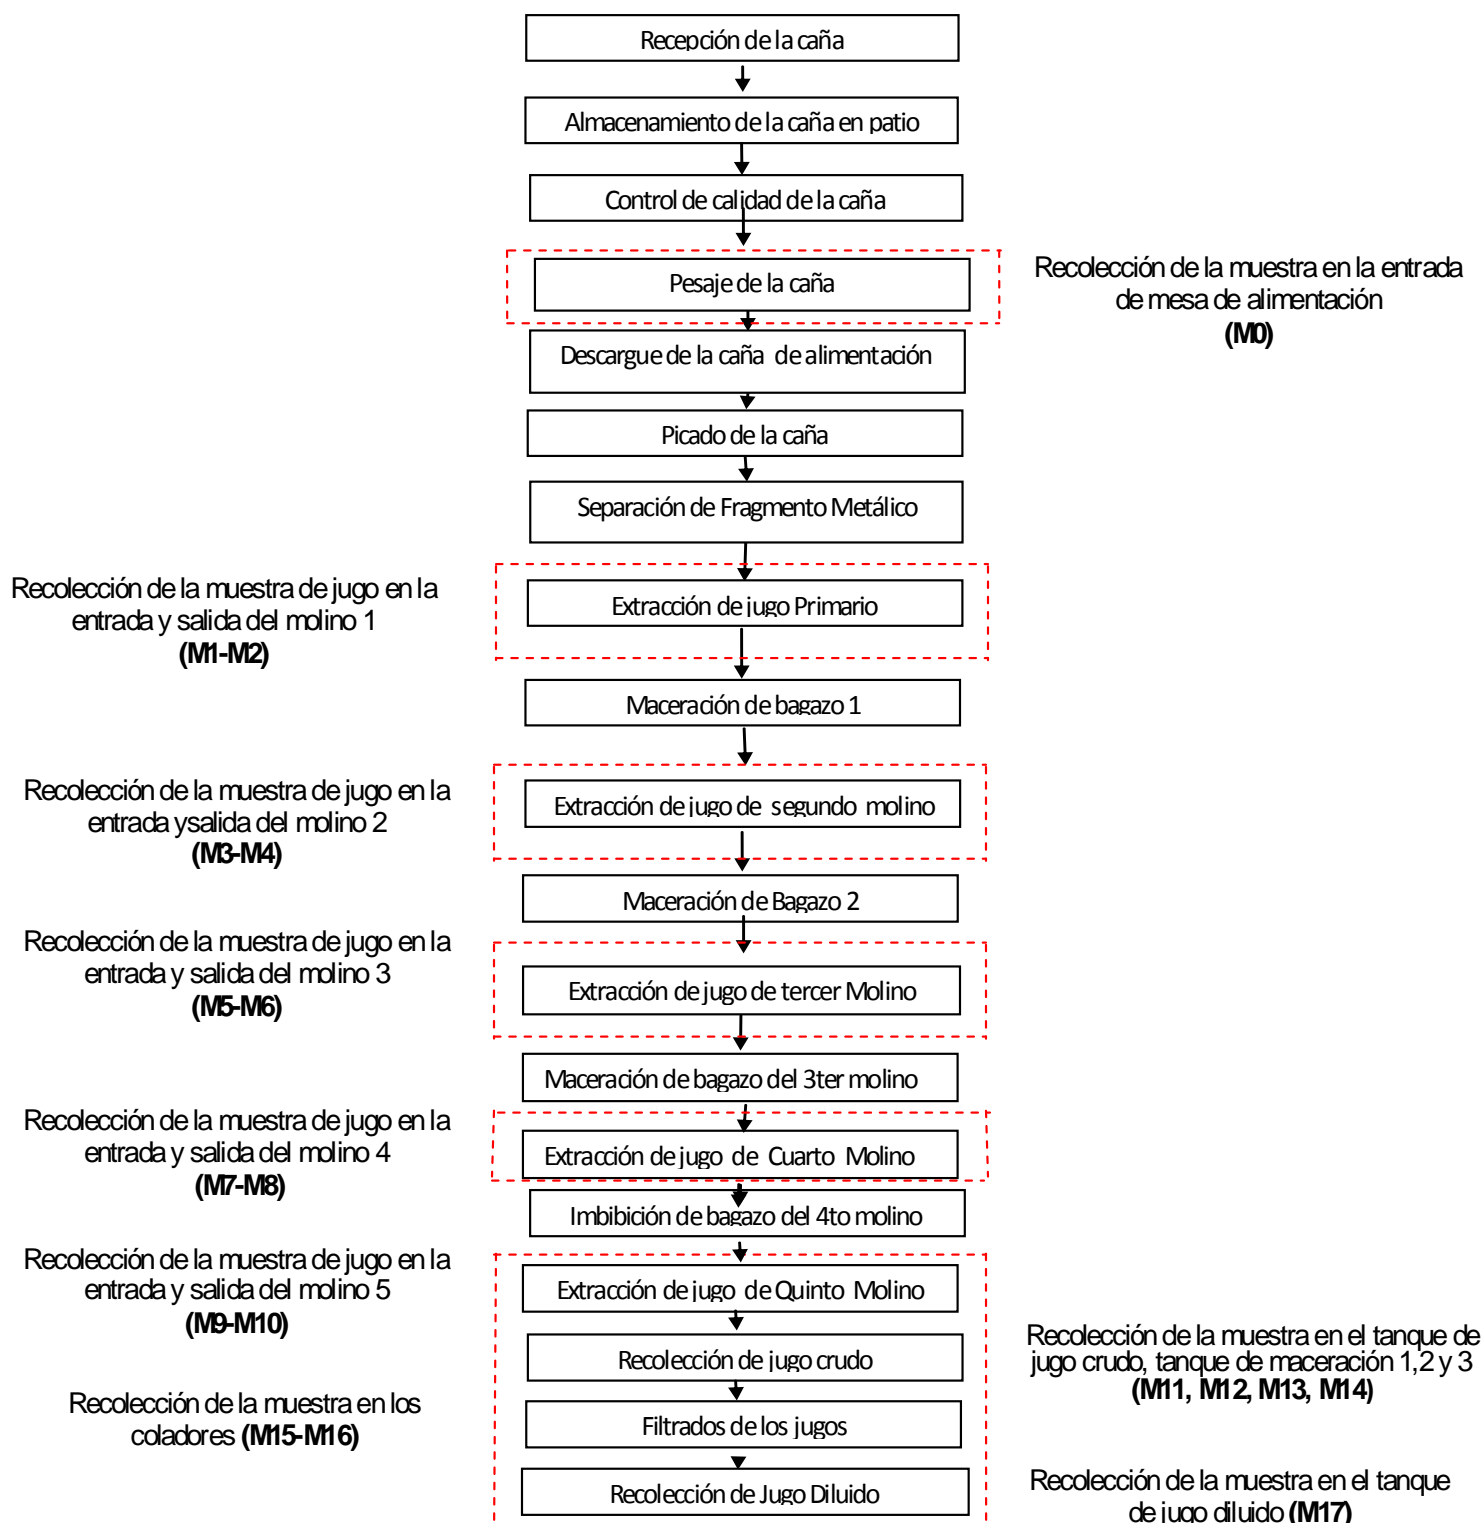 Recepción de la caña
Almacenamiento de la caña en patio
Control de calidad de la caña
Pesaje de la caña
Recolección de la muestra en la entrada
de mesa de alimentación
(M0)
Descargue de la caña de alimentación
Picado de la caña
Separación de Fragmento Metálico
Recolección de la muestra de jugo en la
entrada y salida del molino 1
(M1-M2)
Extracción de jugo Primario
Maceración de bagazo 1
Recolección de la muestra de jugo en la
entrada ysalida del molino 2
(M3-M4)
Extracción de jugo de segundo molino
Maceración de Bagazo 2
Recolección de la muestra de jugo en la
entrada y salida del molino 3
(M5-M6)
Extracción de jugo de tercer Molino
Maceración de bagazo del 3ter molino
Recolección de la muestra de jugo en la
entrada y salida del molino 4
(M7-M8)
Extracción de jugo de Cuarto Molino
Imbibición de bagazo del 4to molino
Recolección de la muestra de jugo en la
entrada y salida del molino 5
(M9-M10)
Extracción de jugo de Quinto Molino
Recolección de jugo crudo
Recolección de la muestra en el tanque de
jugo crudo, tanque de maceración 1,2 y 3
(M11, M12, M13, M14)
Recolección de la muestra en los
coladores (M15-M16)
Filtrados de los jugos
Recolección de Jugo Diluido
Recolección de la muestra en el tanque
de jugo diluido (M17)